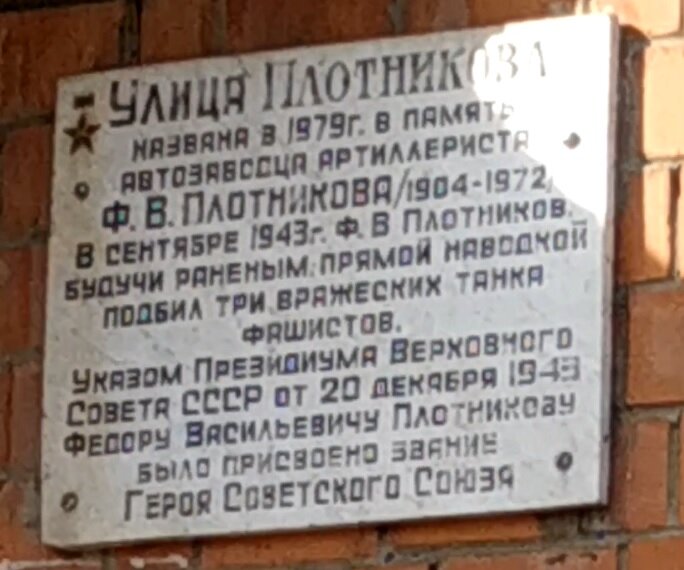 Улица Плотникова
названа в 1979г. в память
автозаводца артиллериста
Ф. В. Плотникова /1904-1972/
В сентябре 1943г. Ф. В Плотников.
будучи раненым, прямой наводкой
подбил три вражеских танка
фашистов.
Указом Президиума Верховного
Совета СССР от 20 декабря 1943
Федору Васильевичу Плотникову
было присвоено звание
Героя Советского Союза